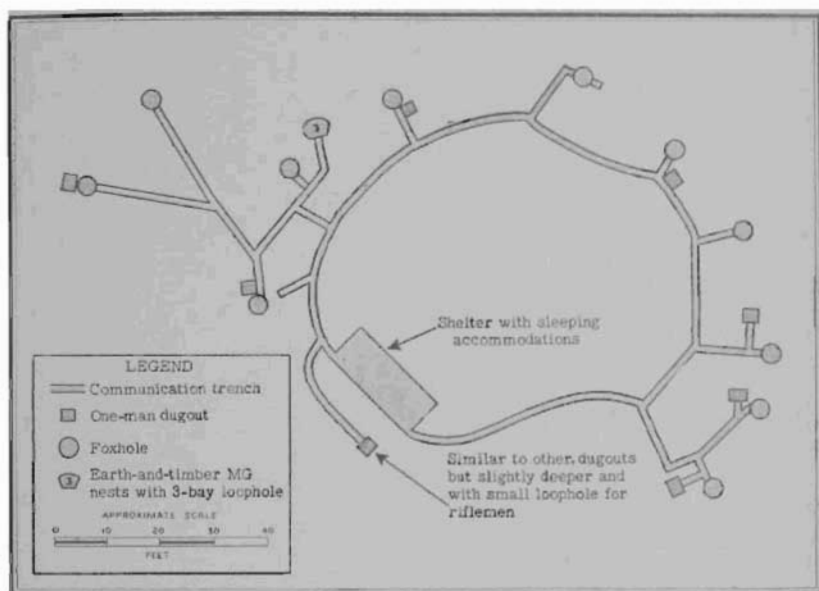 3
Shelter with sleeping
accommodations
LEGEND
Communication trench
One-man dugout
Foxhole
3
Earth-and-timber MG
nests with 3-bay loophole
APPROXIMATE SCALE
0 10 20 30 40
FEET
Similar to other dugouts
but slightly deeper and
with small loophole for
riflemen